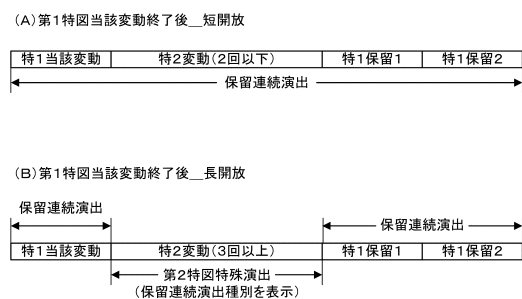 (A)第1特図当該変動終了後__短開放
特1当該変動 特2変動(2回以下) 特1保留1 特1保留2
保留連続演出
(B)第1特図当該変動終了後__長開放
保留連続演出 保留連続演出
特1当該変動 特2変動(3回以上) 特1保留1 特1保留2
第2特図特殊演出
(保留連続演出種別を表示)